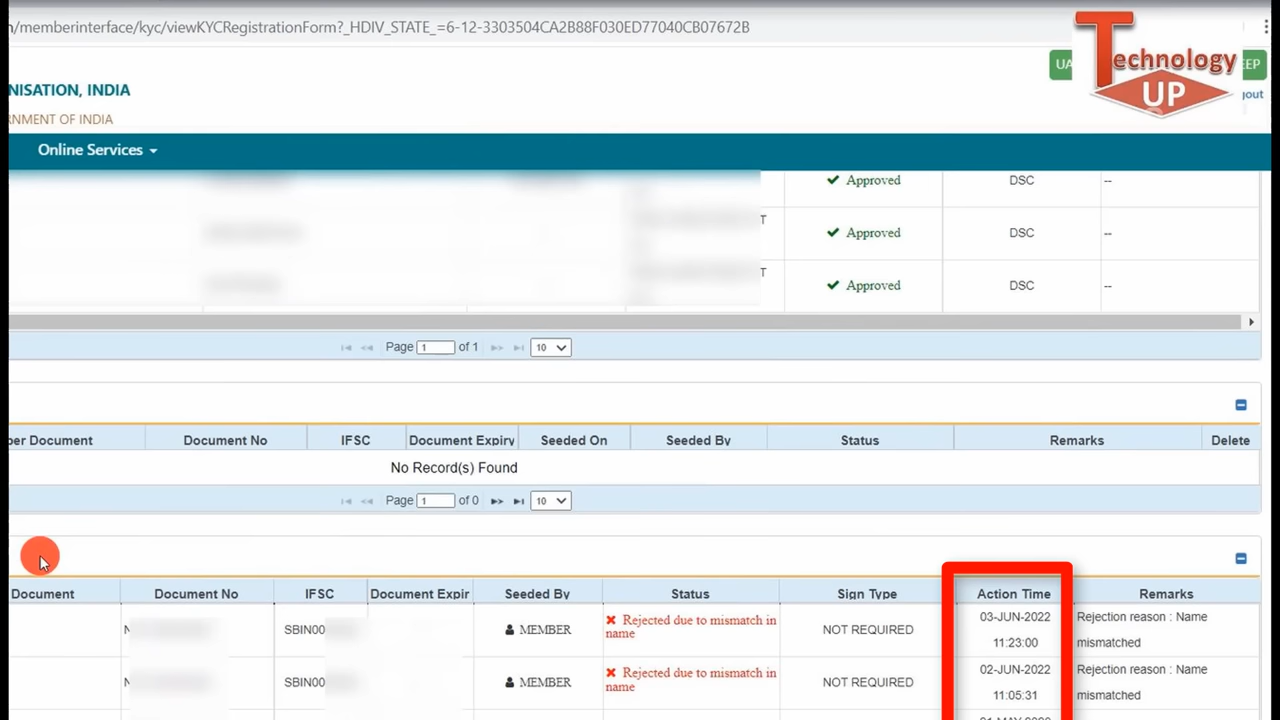 n/memberinterface/kyc/viewKYCRegistrationForm?_HDIV_STATE_=6-12-3303504CA2B88F030ED77040CB07672B
Technology
UP
UA
EEP
NISATION, INDIA
gout
RNMENT OF INDIA
Online Services
Approved DSC --
T
Approved DSC --
T
Approved DSC --
Page 1 of 1 10
per Document Document No IFSC Document Expiry Seeded On Seeded By Status Remarks Delete
No Record(s) Found
Page 1 of 0 10
Document Document No IFSC Document Expir Seeded By Status Sign Type Action Time Remarks
N SBIN00 MEMBER Rejected due to mismatch in name NOT REQUIRED 03-JUN-2022 11:23:00 Rejection reason : Name mismatched
N SBIN00 MEMBER Rejected due to mismatch in name NOT REQUIRED 02-JUN-2022 11:05:31 Rejection reason : Name mismatched